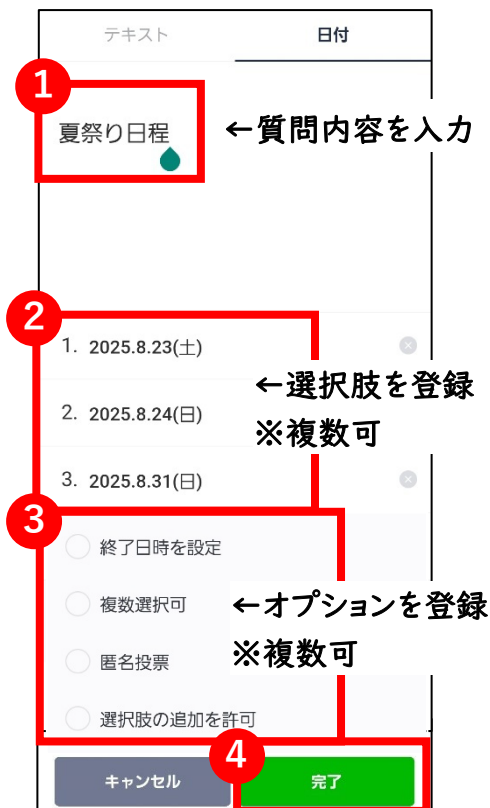 テキスト 日付
1
夏祭り日程 ←質問内容を入力
2
1. 2025.8.23(土)
←選択肢を登録
2. 2025.8.24(日)
※複数可
3. 2025.8.31(日)
3
終了日時を設定
複数選択可 ←オプションを登録
匿名投票 ※複数可
選択肢の追加を許可
4
キャンセル 完了